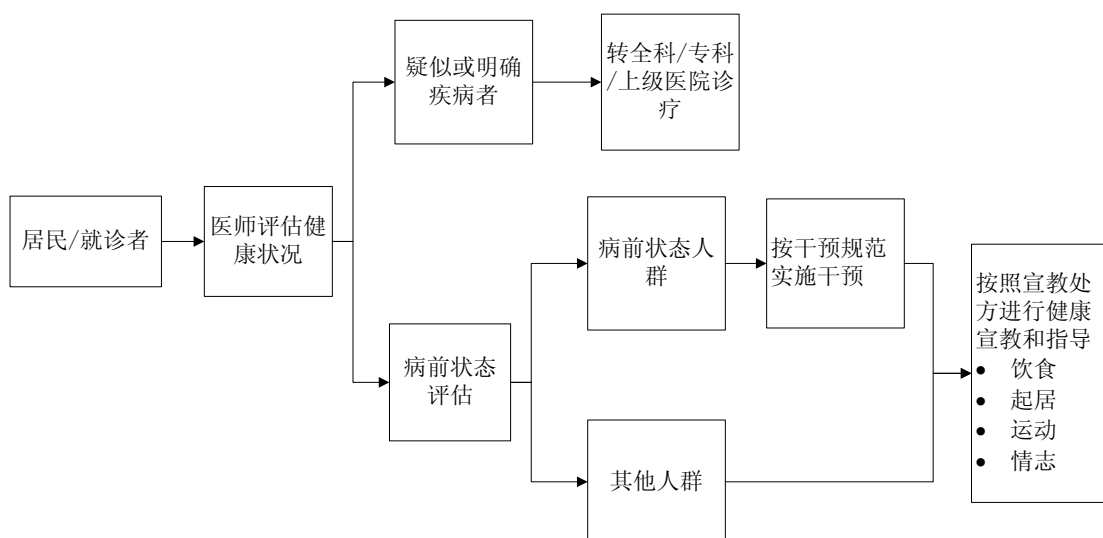 疑似或明确
疾病者
转全科/专科
/上级医院诊
疗
居民/就诊者
医师评估健
康状况
病前状态人
群
按干预规范
实施干预
按照宣教处
方进行健康
宣教和指导
● 饮食
● 起居
● 运动
● 情志
病前状态
评估
其他人群